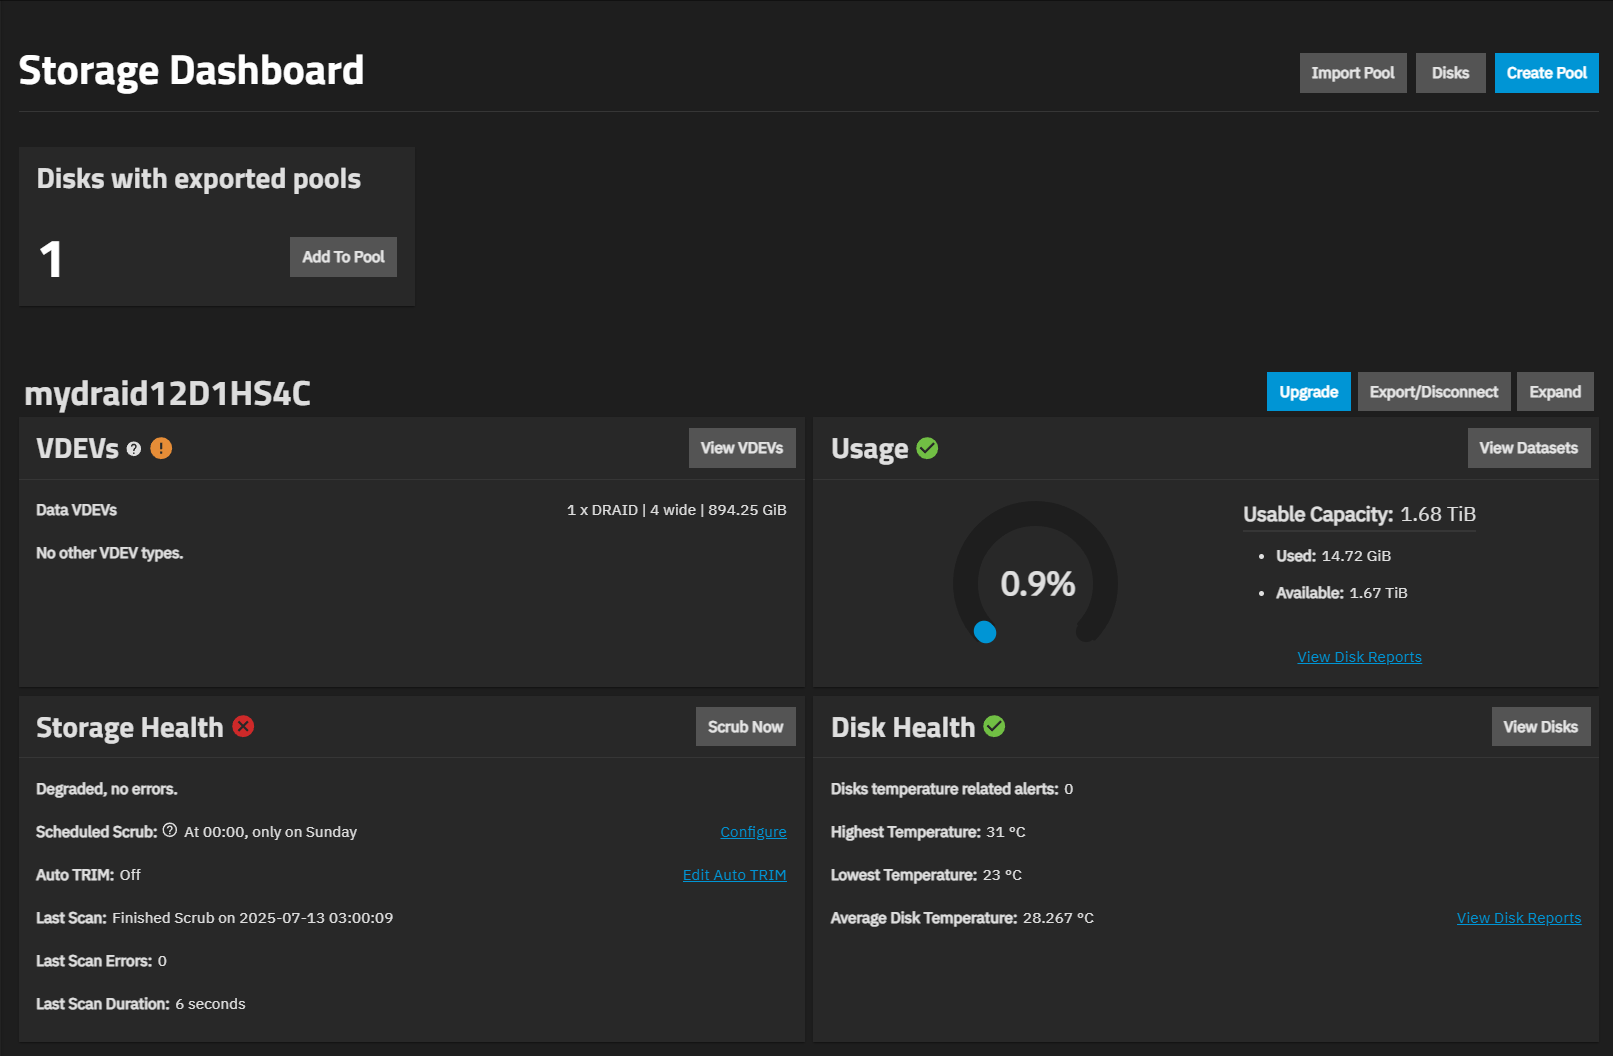 Storage Dashboard
Import Pool
Disks
Create Pool
Disks with exported pools
1
Add To Pool
mydraid12D1HS4C
Upgrade
Export/Disconnect
Expand
VDEVs
View VDEVs
Data VDEVs
1 x DRAID | 4 wide | 894.25 GiB
No other VDEV types.
Usage
View Datasets
0.9%
Usable Capacity: 1.68 TiB
• Used: 14.72 GiB
• Available: 1.67 TiB
View Disk Reports
Storage Health
Scrub Now
Degraded, no errors.
Scheduled Scrub: At 00:00, only on Sunday
Configure
Auto TRIM: Off
Edit Auto TRIM
Last Scan: Finished Scrub on 2025-07-13 03:00:09
Last Scan Errors: 0
Last Scan Duration: 6 seconds
Disk Health
View Disks
Disks temperature related alerts: 0
Highest Temperature: 31 °C
Lowest Temperature: 23 °C
Average Disk Temperature: 28.267 °C
View Disk Reports